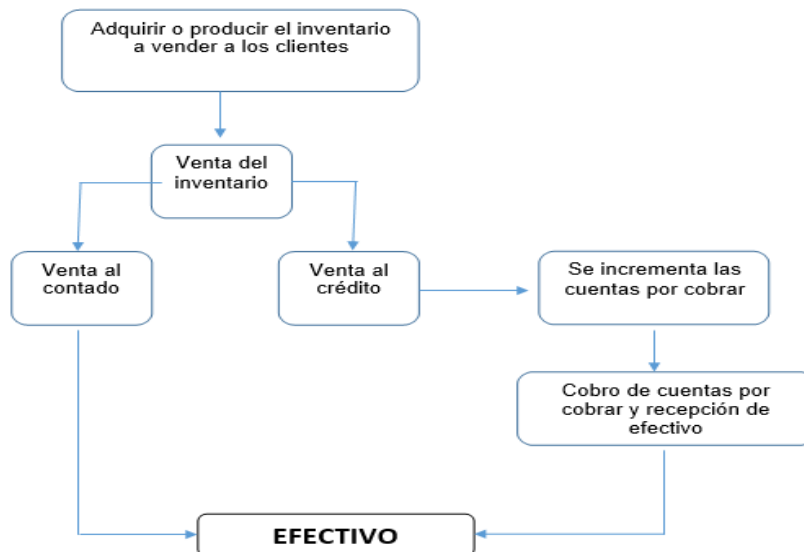 Adquirir o producir el inventario
a vender a los clientes
Venta del
inventario
Venta al
contado
Venta al
crédito
Se incrementa las
cuentas por cobrar
Cobro de cuentas por
cobrar y recepción de
efectivo
EFECTIVO